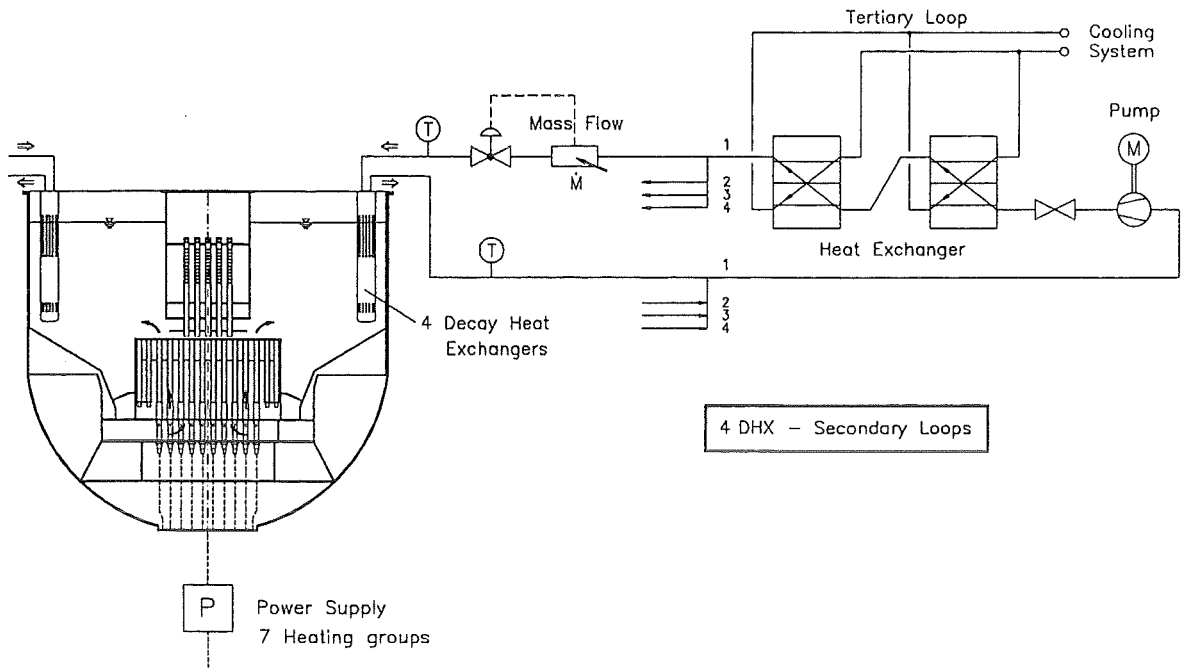 Tertiary Loop
Cooling
System
Pump
M
T
Mass Flow
Ṁ
1
2
3
4
Heat Exchanger
T
1
2
3
4
4 Decay Heat
Exchangers
4 DHX – Secondary Loops
P
Power Supply
7 Heating groups